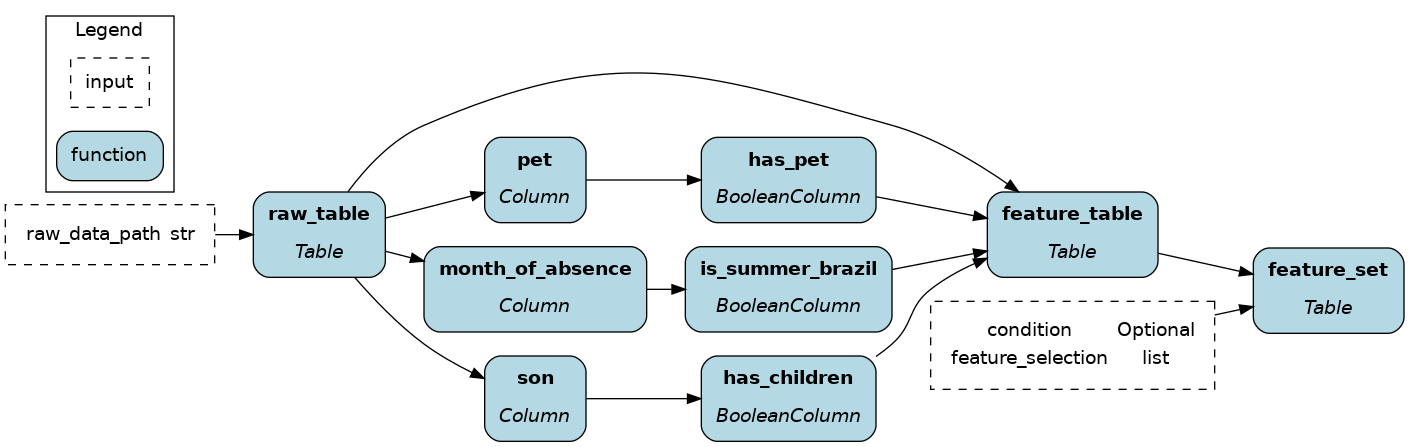 Legend
input
function
raw_data_path str
raw_table
Table
pet
Column
month_of_absence
Column
son
Column
has_pet
BooleanColumn
is_summer_brazil
BooleanColumn
has_children
BooleanColumn
feature_table
Table
condition Optional
feature_selection list
feature_set
Table